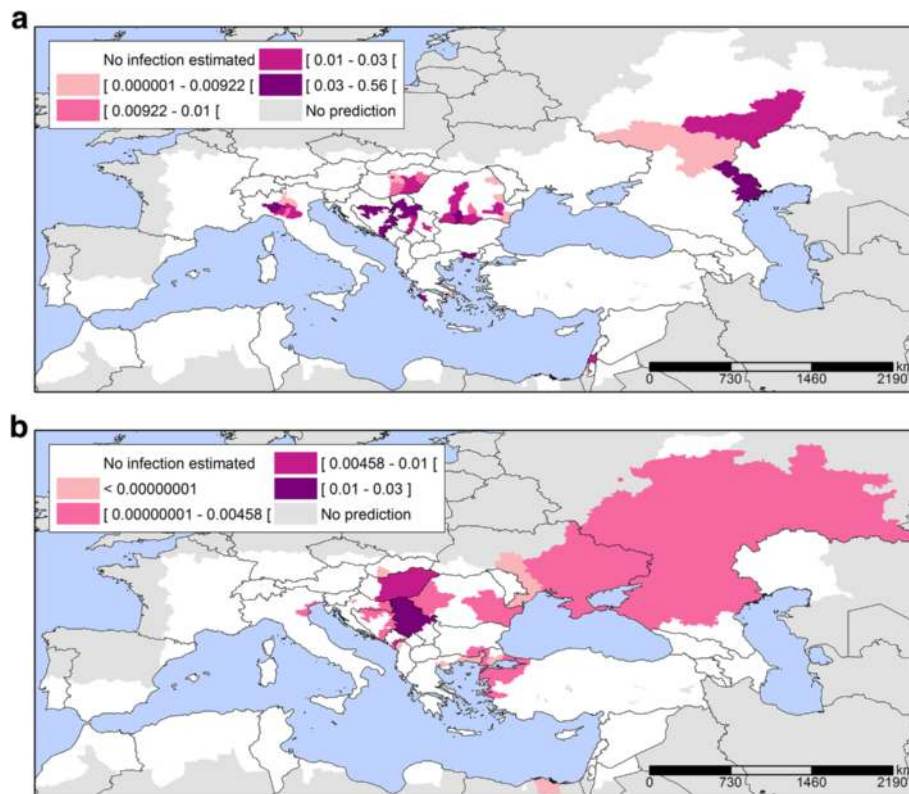 a
No infection estimated
[ 0.01 - 0.03 [
[ 0.000001 - 0.00922 [
[ 0.03 - 0.56 [
[ 0.00922 - 0.01 [
No prediction
km
0 730 1460 2190
b
No infection estimated
[ 0.00458 - 0.01 [
< 0.00000001
[ 0.01 - 0.03 ]
[ 0.00000001 - 0.00458 [
No prediction
km
0 730 1460 2190